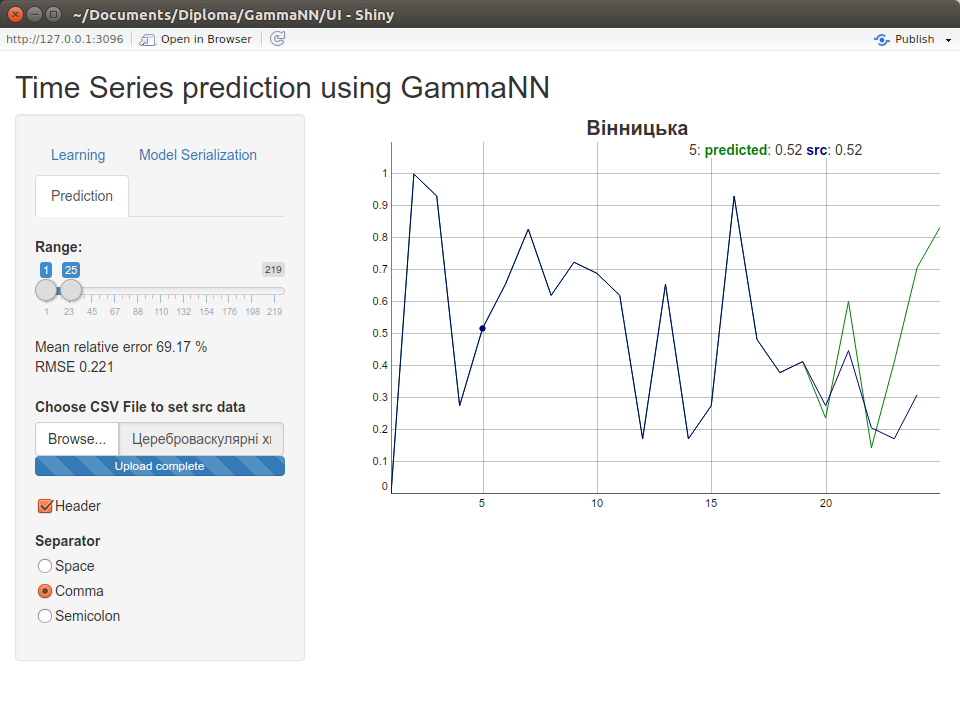 ~/Documents/Diploma/GammaNN/UI - Shiny
http://127.0.0.1:3096 Open in Browser Publish
Time Series prediction using GammaNN
Learning Model Serialization
Prediction
Range:
1 25 219
1 23 45 67 88 110 132 154 176 198 219
Mean relative error 69.17 %
RMSE 0.221
Choose CSV File to set src data
Browse... Цереброваскулярні х
Upload complete
Header
Separator
Space
Comma
Semicolon
Вінницька
5: predicted: 0.52 src: 0.52
1
0.9
0.8
0.7
0.6
0.5
0.4
0.3
0.2
0.1
0
5 10 15 20